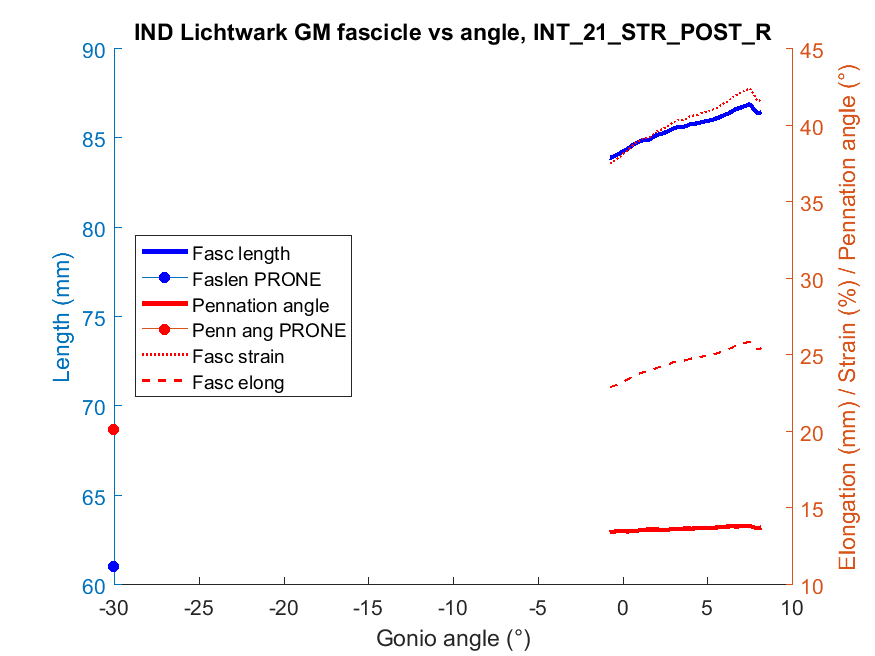 IND Lichtwark GM fascicle vs angle, INT_21_STR_POST_R
90
85
80
75
70
65
60
Length (mm)
Fasc length
Faslen PRONE
Pennation angle
Penn ang PRONE
Fasc strain
Fasc elong
45
40
35
30
25
20
15
10
Elongation (mm) / Strain (%) / Pennation angle (°)
-30 -25 -20 -15 -10 -5 0 5 10
Gonio angle (°)